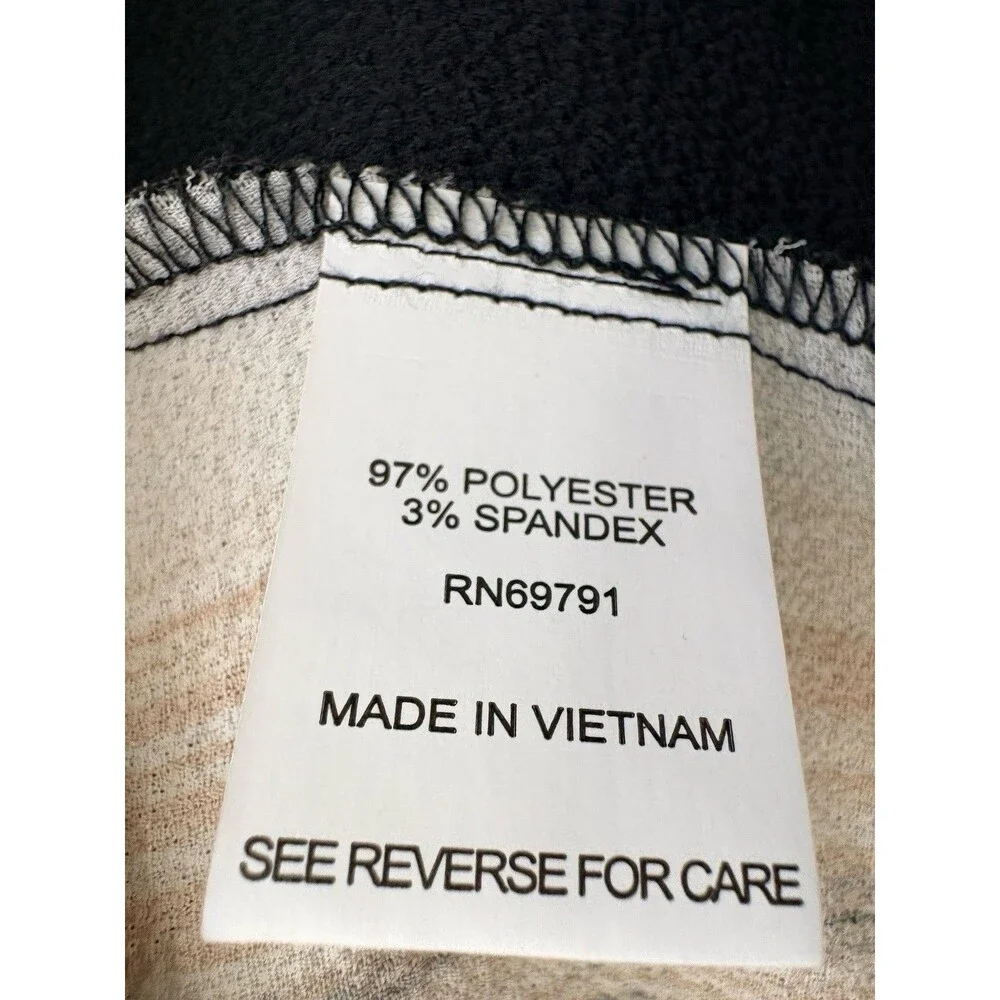 97% POLYESTER
3% SPANDEX
RN69791
MADE IN VIETNAM
SEE REVERSE FOR CARE